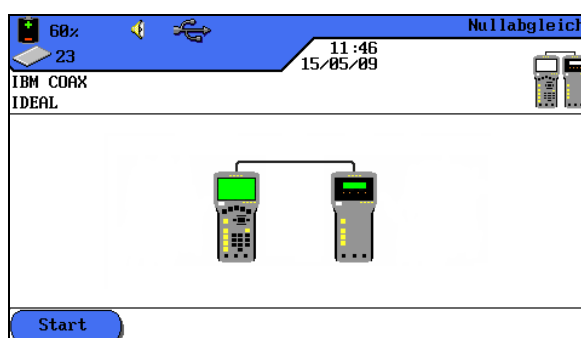 60% Nullabgleich
23
11:46
15/05/09
IBM COAX
IDEAL
Start